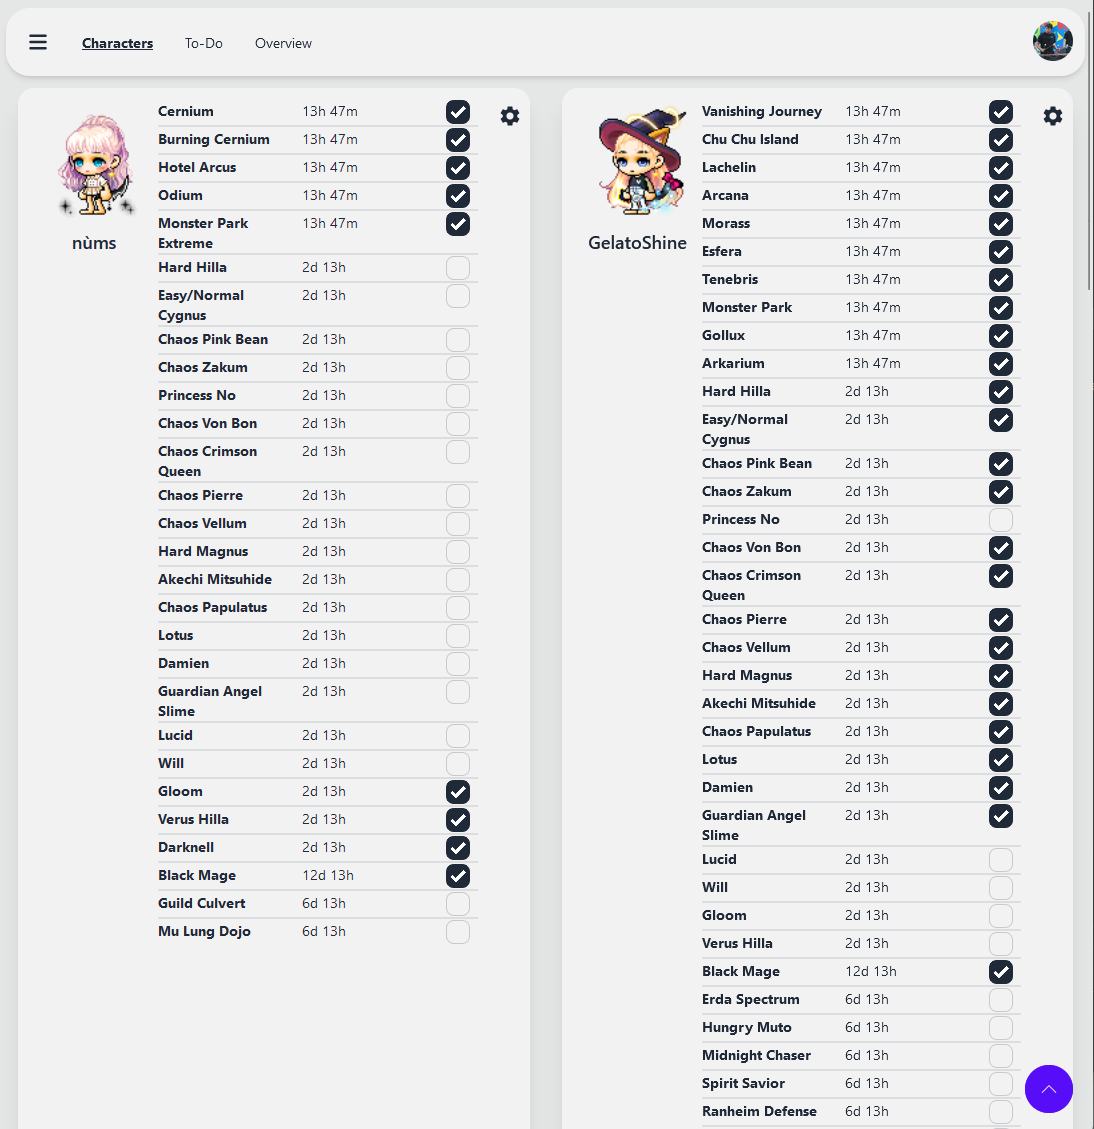 Characters To-Do Overview
nùms
Cernium 13h 47m
Burning Cernium 13h 47m
Hotel Arcus 13h 47m
Odium 13h 47m
Monster Park 13h 47m
Extreme
Hard Hilla 2d 13h
Easy/Normal 2d 13h
Cygnus
Chaos Pink Bean 2d 13h
Chaos Zakum 2d 13h
Princess No 2d 13h
Chaos Von Bon 2d 13h
Chaos Crimson 2d 13h
Queen
Chaos Pierre 2d 13h
Chaos Vellum 2d 13h
Hard Magnus 2d 13h
Akechi Mitsuhide 2d 13h
Chaos Papulatus 2d 13h
Lotus 2d 13h
Damien 2d 13h
Guardian Angel 2d 13h
Slime
Lucid 2d 13h
Will 2d 13h
Gloom 2d 13h
Verus Hilla 2d 13h
Darknell 2d 13h
Black Mage 12d 13h
Guild Culvert 6d 13h
Mu Lung Dojo 6d 13h
GelatoShine
Vanishing Journey 13h 47m
Chu Chu Island 13h 47m
Lachelin 13h 47m
Arcana 13h 47m
Morass 13h 47m
Esfera 13h 47m
Tenebris 13h 47m
Monster Park 13h 47m
Gollux 13h 47m
Arkarium 13h 47m
Hard Hilla 2d 13h
Easy/Normal 2d 13h
Cygnus
Chaos Pink Bean 2d 13h
Chaos Zakum 2d 13h
Princess No 2d 13h
Chaos Von Bon 2d 13h
Chaos Crimson 2d 13h
Queen
Chaos Pierre 2d 13h
Chaos Vellum 2d 13h
Hard Magnus 2d 13h
Akechi Mitsuhide 2d 13h
Chaos Papulatus 2d 13h
Lotus 2d 13h
Damien 2d 13h
Guardian Angel 2d 13h
Slime
Lucid 2d 13h
Will 2d 13h
Gloom 2d 13h
Verus Hilla 2d 13h
Black Mage 12d 13h
Erda Spectrum 6d 13h
Hungry Muto 6d 13h
Midnight Chaser 6d 13h
Spirit Savior 6d 13h
Ranheim Defense 6d 13h